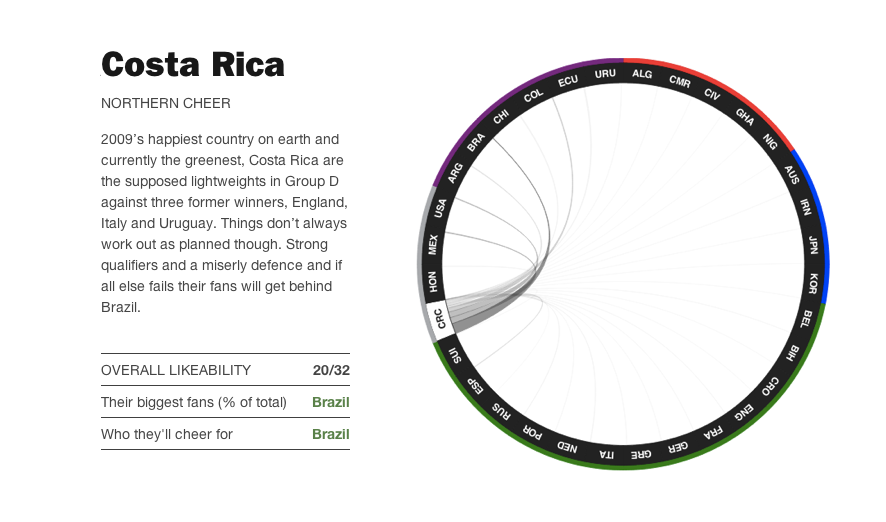 Costa Rica
NORTHERN CHEER
2009's happiest country on earth and
currently the greenest, Costa Rica are
the supposed lightweights in Group D
against three former winners, England,
Italy and Uruguay. Things don't always
work out as planned though. Strong
qualifiers and a miserly defence and if
all else fails their fans will get behind
Brazil.
OVERALL LIKEABILITY 20/32
Their biggest fans (% of total) Brazil
Who they'll cheer for Brazil
URU
ALG
CMR
CIV
GHA
NIG
AUS
IRN
JPN
KOR
BEL
BIH
CRO
ENG
FRA
GER
GRE
ITA
NED
POR
RUS
ESP
SUI
CRC
HON
MEX
USA
ARG
BRA
CHI
COL
ECU